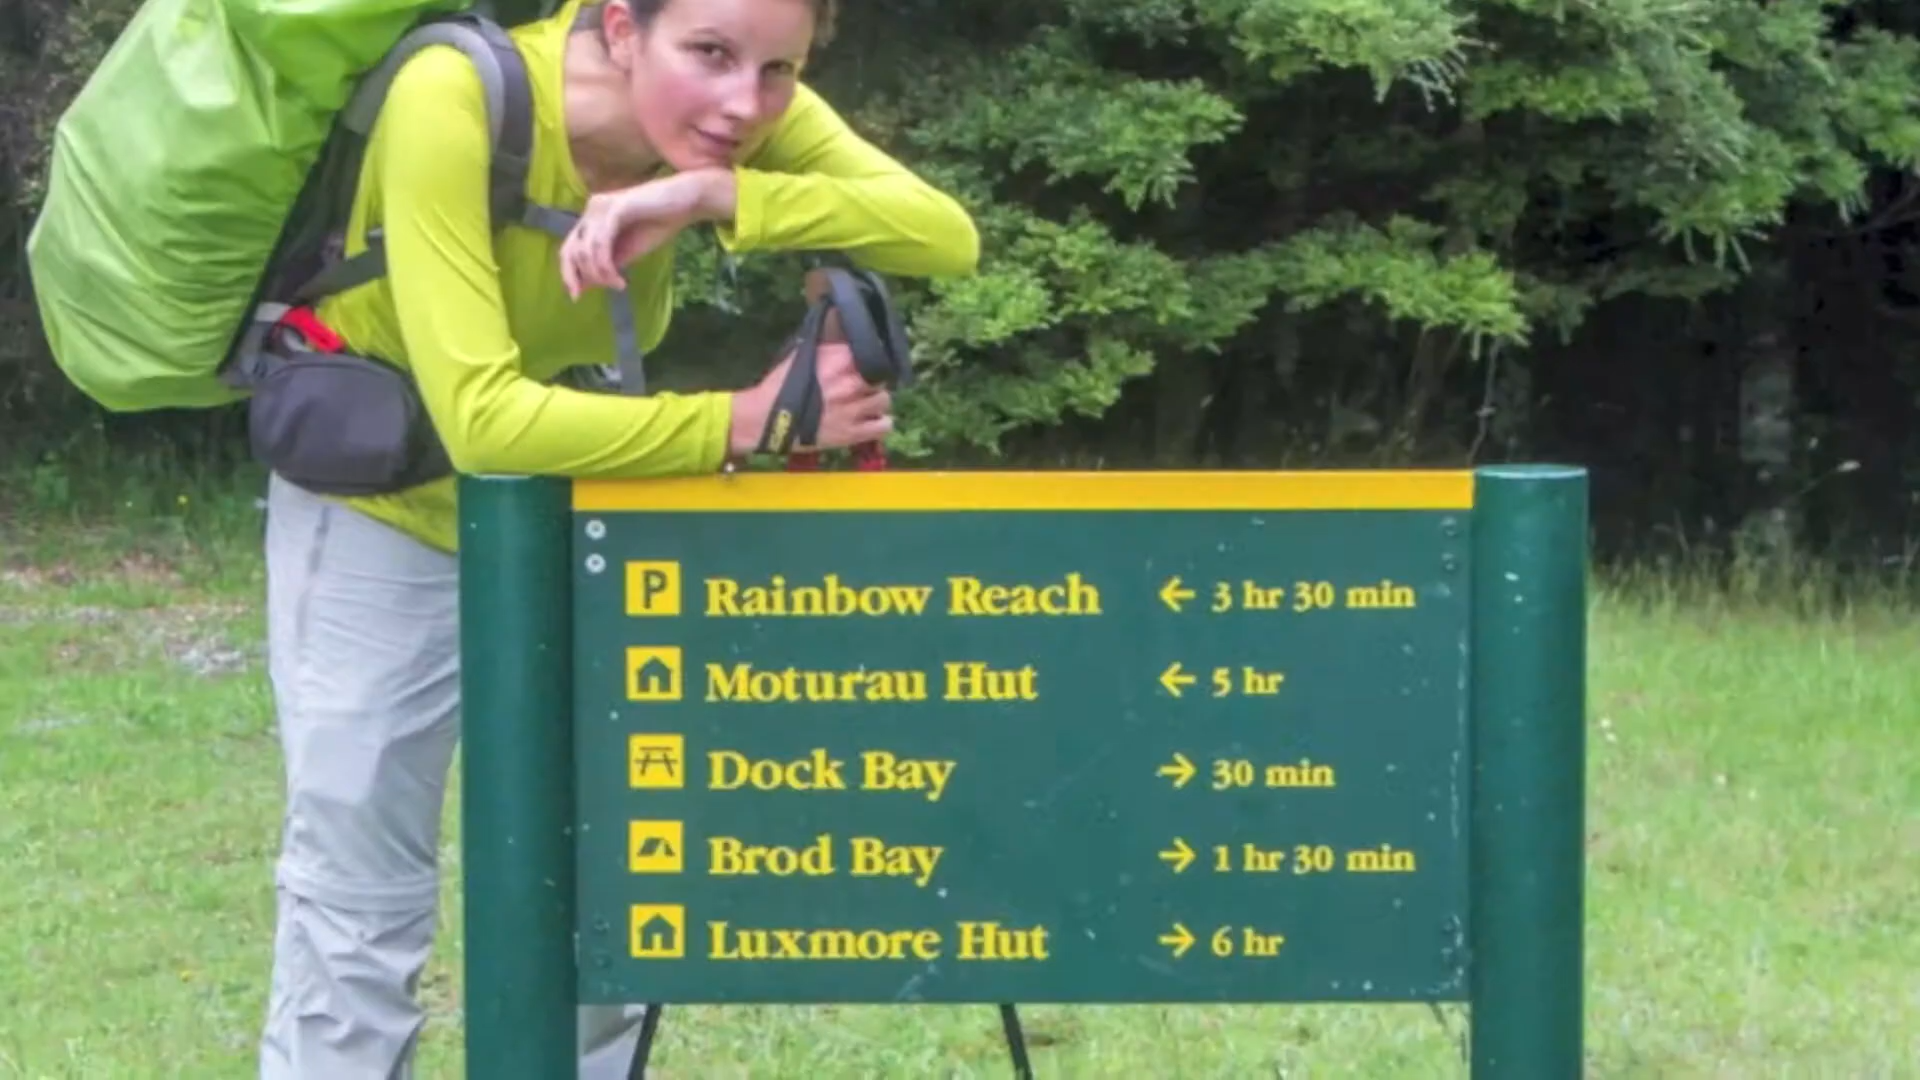 P Rainbow Reach ← 3 hr 30 min
Moturau Hut ← 5 hr
Dock Bay → 30 min
Brod Bay → 1 hr 30 min
Luxmore Hut → 6 hr